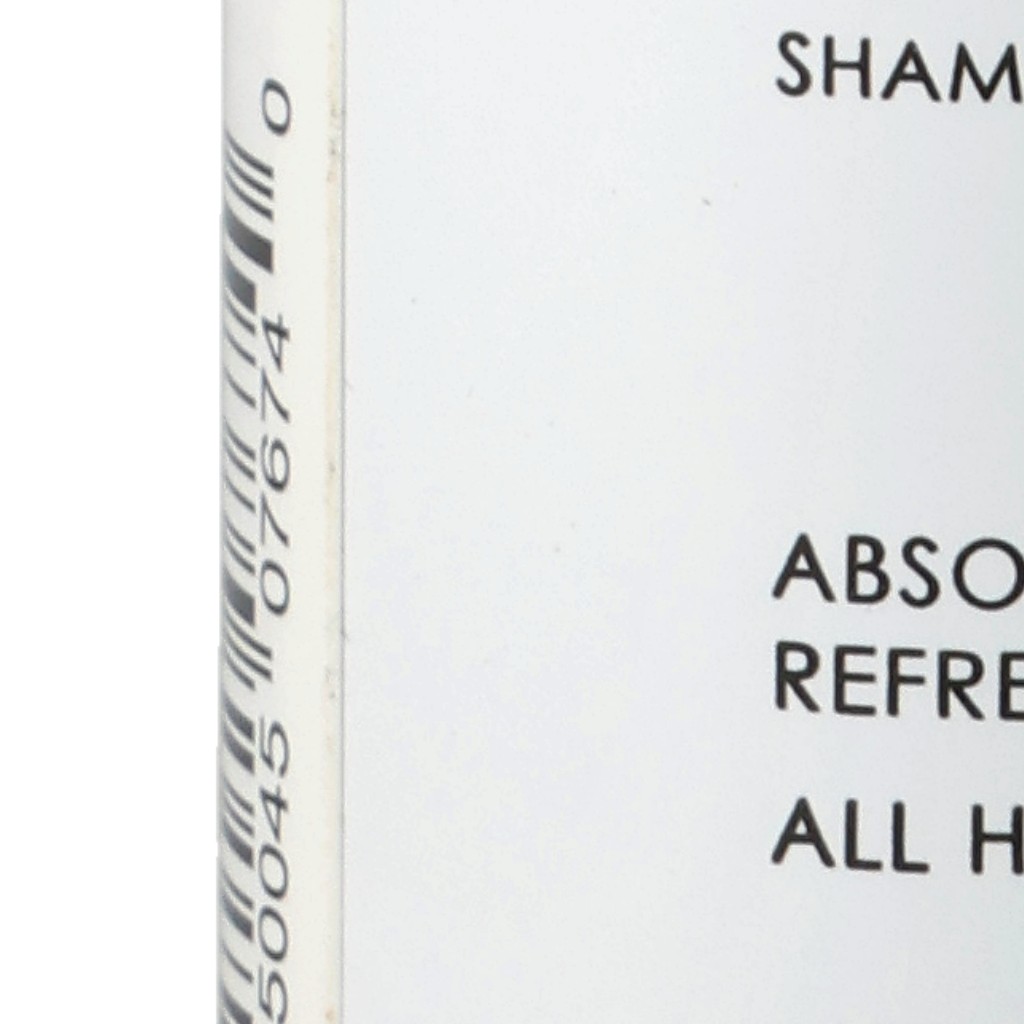 SHAM
ABSO
REFRE
ALL H
50045 07674 0